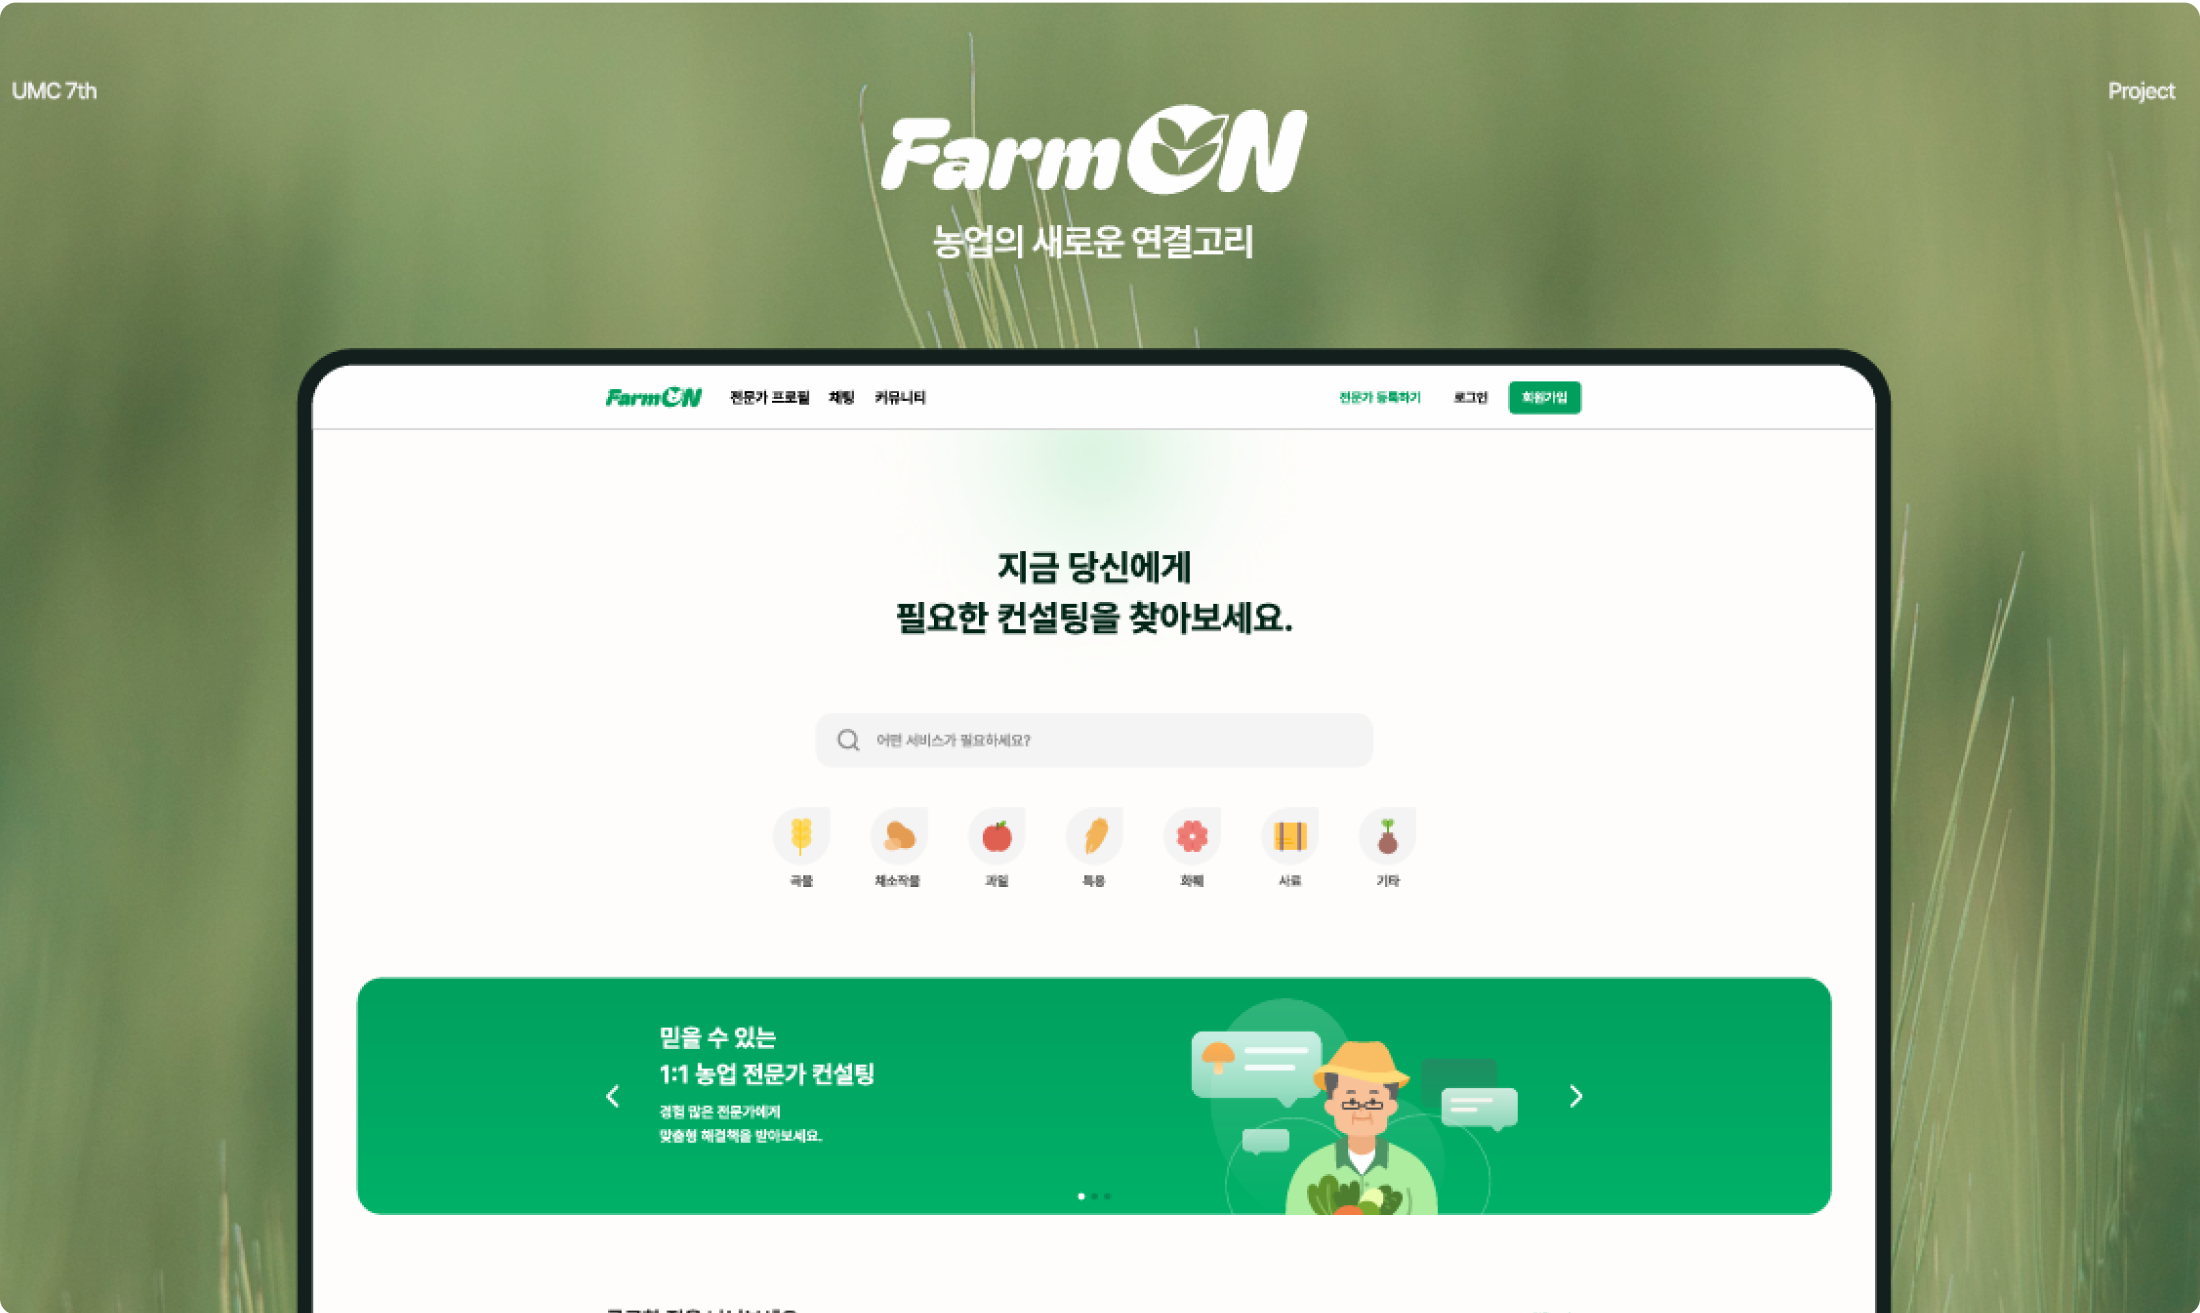 UMC 7th
Project
FarmON
농업의 새로운 연결고리
FarmON 전문가 프로필 채팅 커뮤니티 전문가 등록하기 로그인 회원가입
지금 당신에게
필요한 컨설팅을 찾아보세요.
어떤 서비스가 필요하세요?
곡물 채소작물 과일 특용 화훼 사료 기타
믿을 수 있는
1:1 농업 전문가 컨설팅
경험 많은 전문가에게
맞춤형 해결책을 받아보세요.